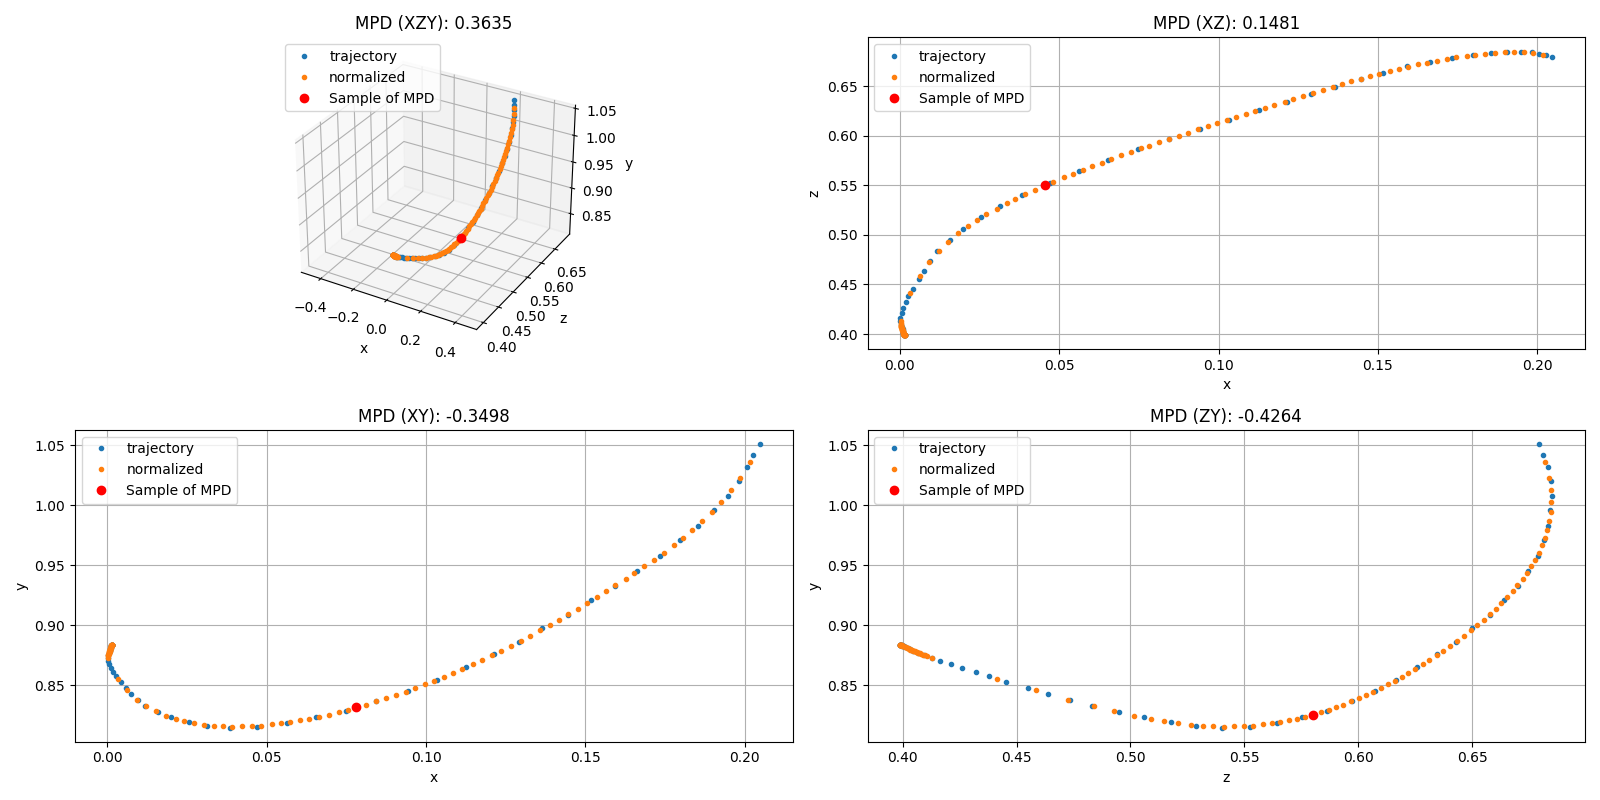 MPD (XZY): 0.3635
trajectory
normalized
Sample of MPD
1.05
1.00
0.95
0.90
0.85
y
0.65
0.60
0.55
0.50
0.45
0.40
z
−0.4
−0.2
0.0
0.2
0.4
x
MPD (XZ): 0.1481
trajectory
normalized
Sample of MPD
0.65
0.60
0.55
0.50
0.45
0.40
z
0.00 0.05 0.10 0.15 0.20
x
MPD (XY): -0.3498
trajectory
normalized
Sample of MPD
1.05
1.00
0.95
0.90
0.85
y
0.00 0.05 0.10 0.15 0.20
x
MPD (ZY): -0.4264
trajectory
normalized
Sample of MPD
1.05
1.00
0.95
0.90
0.85
y
0.40 0.45 0.50 0.55 0.60 0.65
z